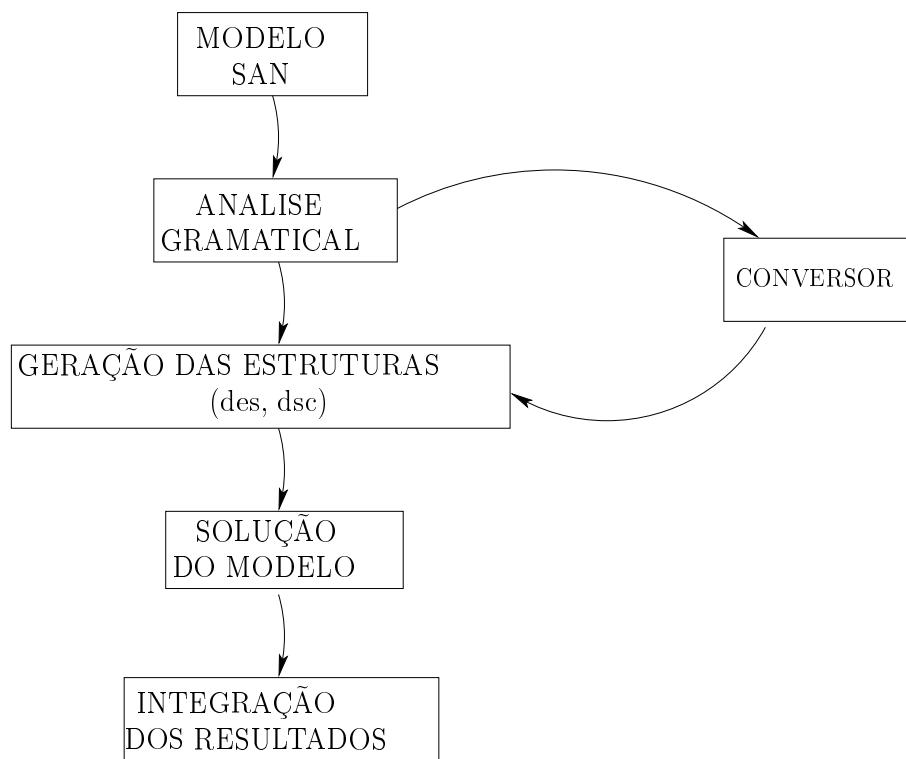 MODELO
SAN
ANALISE
GRAMATICAL
CONVERSOR
GERAÇÃO DAS ESTRUTURAS
(des, dsc)
SOLUÇÃO
DO MODELO
INTEGRAÇÃO
DOS RESULTADOS